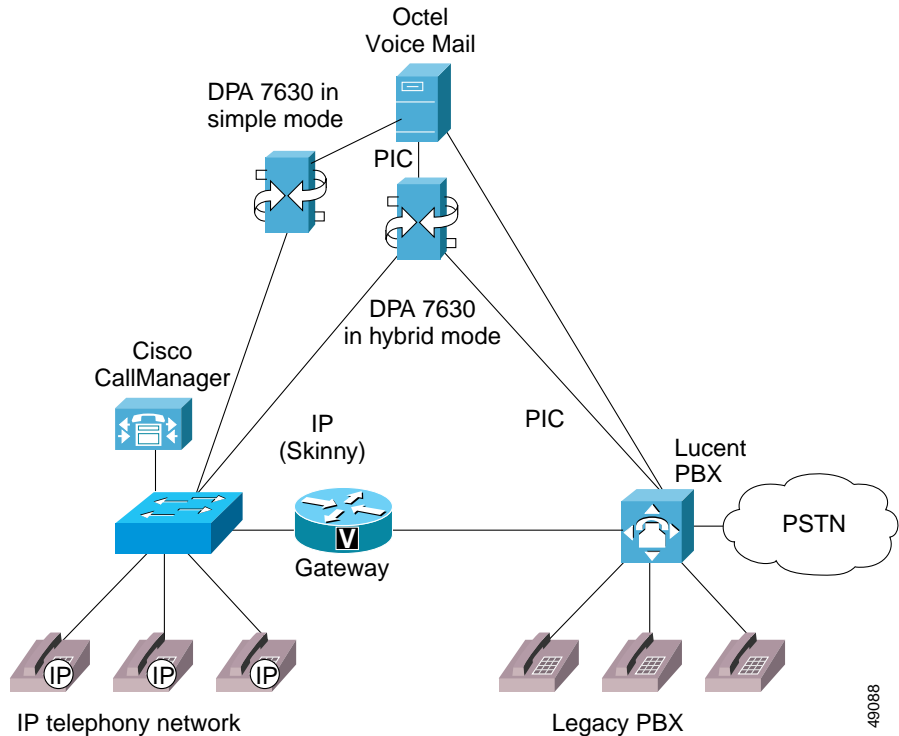 Octel
Voice Mail
DPA 7630 in
simple mode
PIC
DPA 7630
in hybrid mode
Cisco
CallManager
IP
(Skinny)
PIC
Lucent
PBX
PSTN
V
Gateway
IP
IP
IP
IP telephony network
Legacy PBX
49088